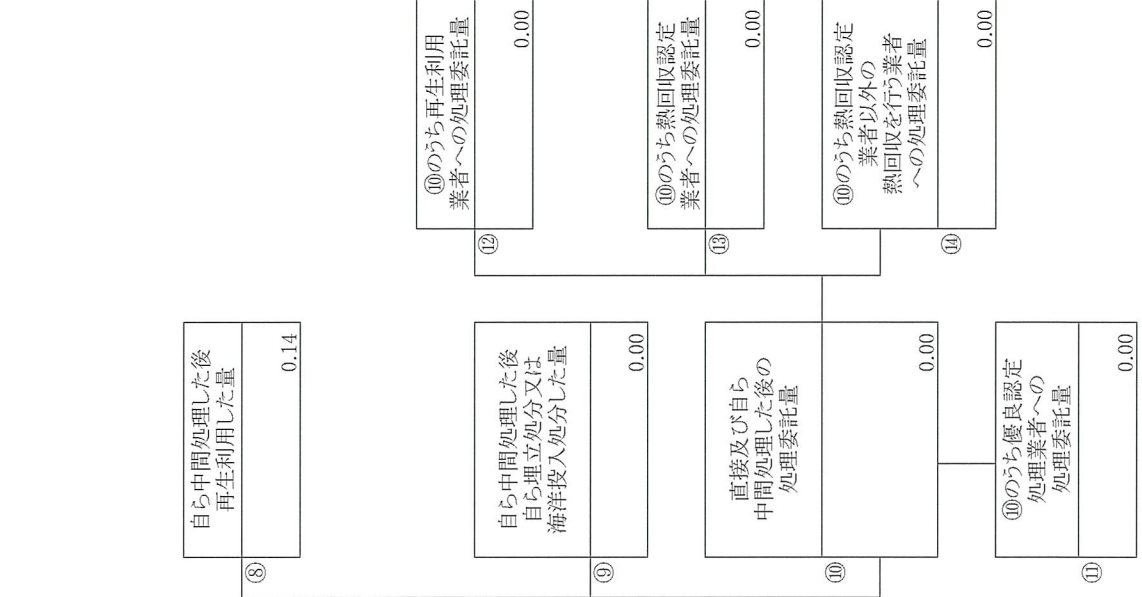 ⑧
自ら中間処理した後
再生利用した量
0.14
⑨
自ら中間処理した後
自ら埋立処分又は
海洋投入処分した量
0.00
⑩
直接及び自ら
中間処理した後の
処理委託量
0.00
⑪
⑩のうち優良認定
処理業者への
処理委託量
0.00
⑫
⑩のうち再生利用
業者への処理委託量
0.00
⑬
⑩のうち熱回収認定
業者への処理委託量
0.00
⑭
⑩のうち熱回収認定
業者以外の
熱回収を行う業者
への処理委託量
0.00